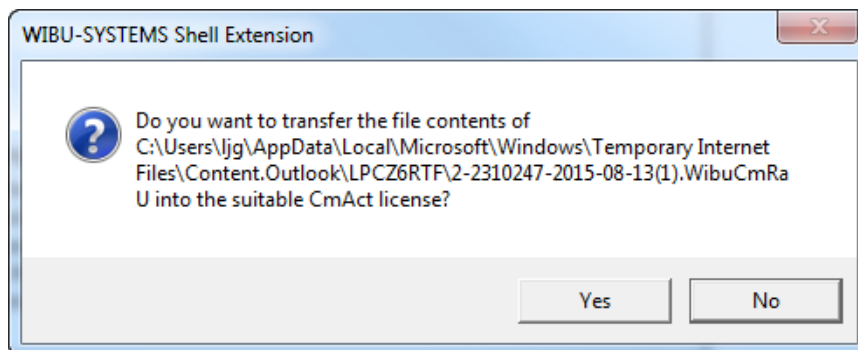 WIBU-SYSTEMS Shell Extension
Do you want to transfer the file contents of
C:\Users\ljg\AppData\Local\Microsoft\Windows\Temporary Internet
Files\Content.Outlook\LPCZ6RTF\2-2310247-2015-08-13(1).WibuCmRa
U into the suitable CmAct license?
Yes
No